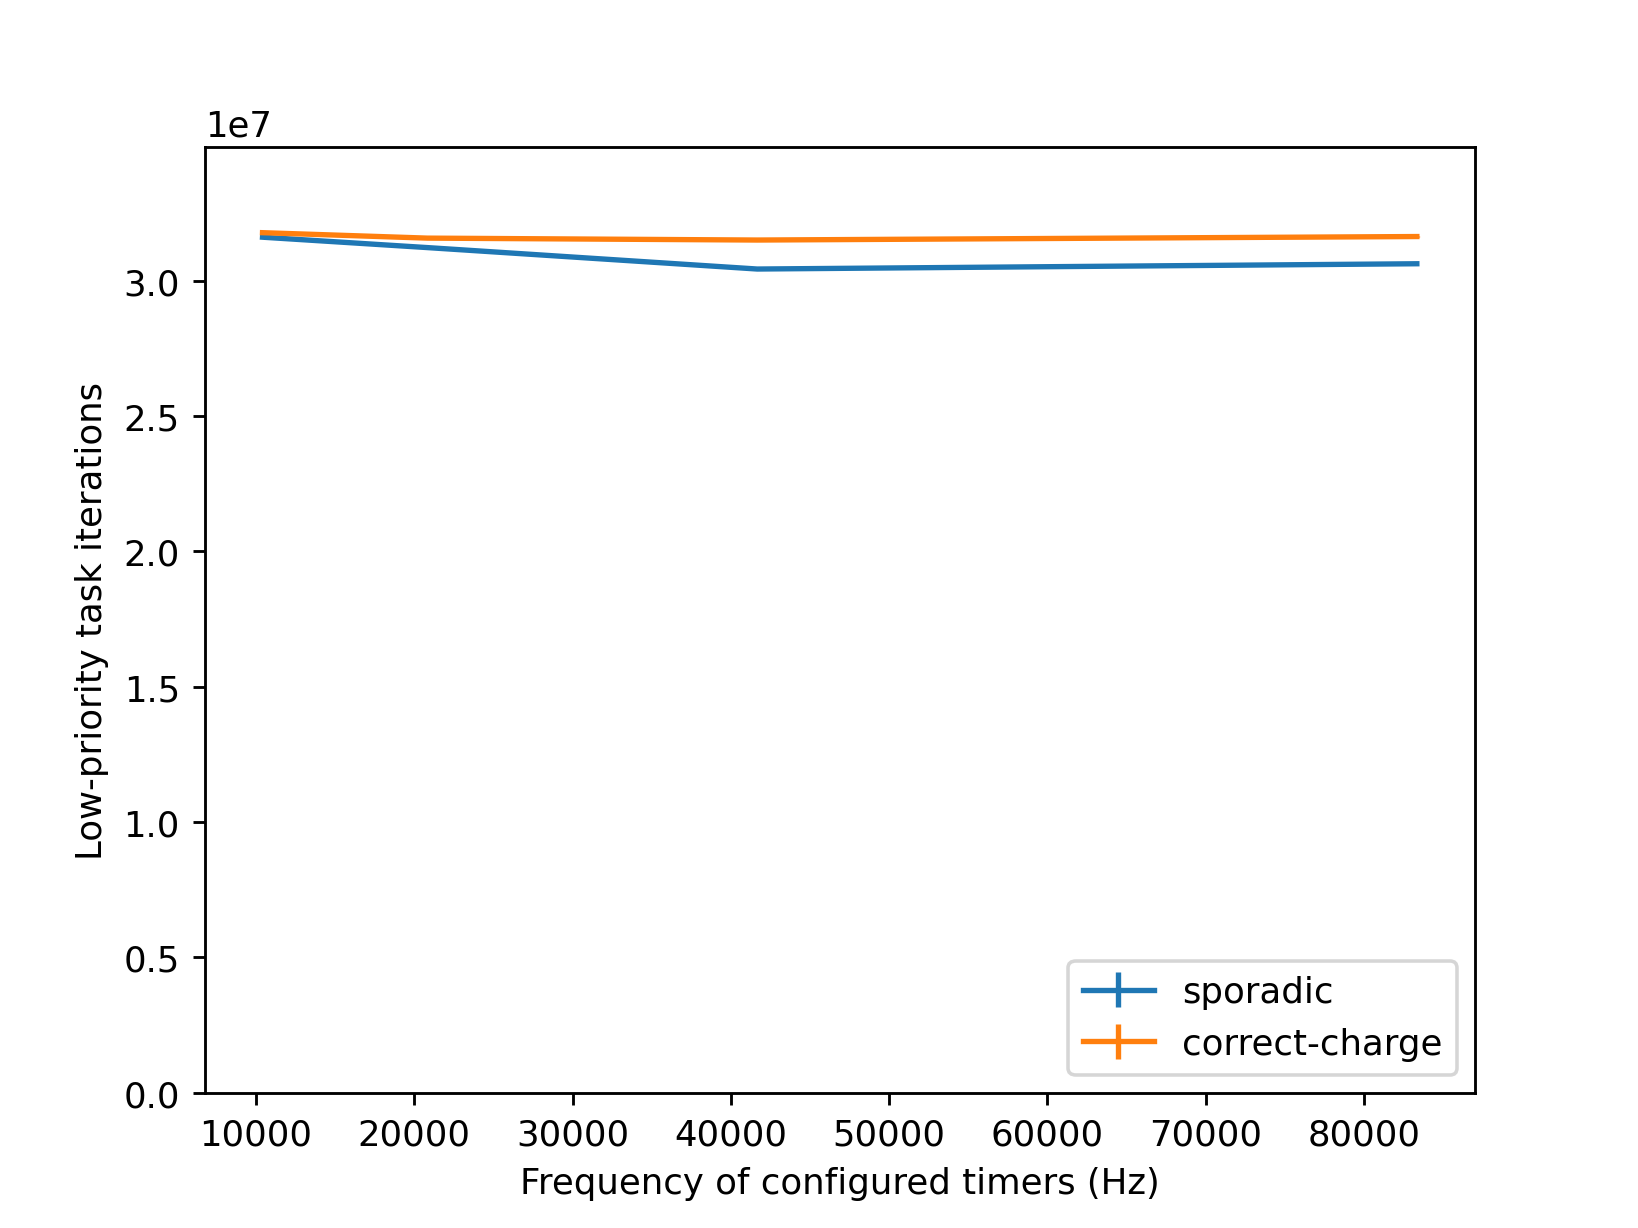 1e7
3.0
2.5
2.0
1.5
1.0
0.5
0.0
Low-priority task iterations
sporadic
correct-charge
10000 20000 30000 40000 50000 60000 70000 80000
Frequency of configured timers (Hz)